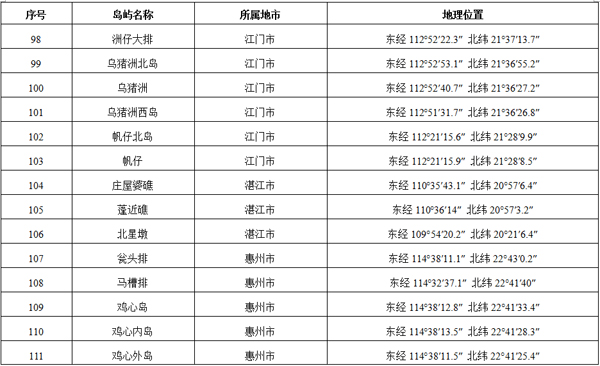 序号 岛屿名称 所属地市 地理位置
98 洲仔大排 江门市 东经 112°52′22.3″ 北纬 21°37′13.7″
99 乌猪洲北岛 江门市 东经 112°52′53.1″ 北纬 21°36′55.2″
100 乌猪洲 江门市 东经 112°52′40.7″ 北纬 21°36′27.2″
101 乌猪洲西岛 江门市 东经 112°51′31.7″ 北纬 21°36′26.8″
102 帆仔北岛 江门市 东经 112°21′15.6″ 北纬 21°28′9.9″
103 帆仔 江门市 东经 112°21′15.9″ 北纬 21°28′8.5″
104 庄屋婆礁 湛江市 东经 110°35′43.1″ 北纬 20°57′6.4″
105 蓬近礁 湛江市 东经 110°36′14″ 北纬 20°57′3.2″
106 北星墩 湛江市 东经 109°54′20.2″ 北纬 20°21′6.4″
107 瓮头排 惠州市 东经 114°38′11.1″ 北纬 22°43′0.2″
108 马槽排 惠州市 东经 114°32′37.1″ 北纬 22°41′40″
109 鸡心岛 惠州市 东经 114°38′12.8″ 北纬 22°41′33.4″
110 鸡心内岛 惠州市 东经 114°38′13.5″ 北纬 22°41′28.3″
111 鸡心外岛 惠州市 东经 114°38′11.5″ 北纬 22°41′25.4″